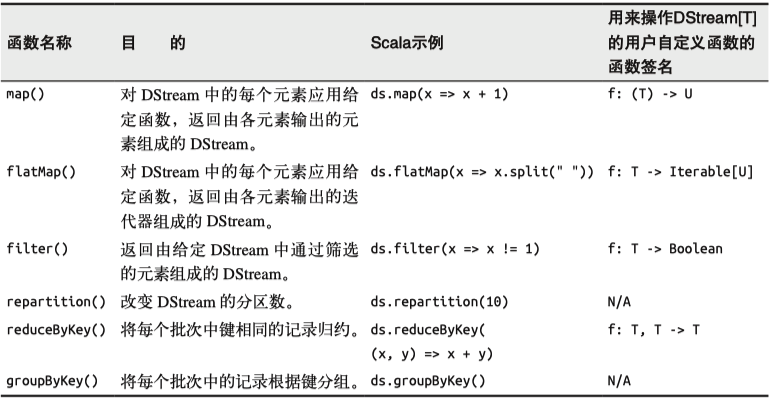 函数名称 目 的 Scala示例 用来操作DStream[T]
的用户自定义函数的
函数签名
map() 对 DStream 中的每个元素应用给 ds.map(x => x + 1) f: (T) -> U
定函数，返回由各元素输出的元
素组成的 DStream。
flatMap() 对 DStream 中的每个元素应用给 ds.flatMap(x => x.split(" ")) f: T -> Iterable[U]
定函数，返回由各元素输出的迭
代器组成的 DStream。
filter() 返回由给定 DStream 中通过筛选 ds.filter(x => x != 1) f: T -> Boolean
的元素组成的 DStream。
repartition() 改变 DStream 的分区数。 ds.repartition(10) N/A
reduceByKey() 将每个批次中键相同的记录归约。 ds.reduceByKey( f: T, T -> T
(x, y) => x + y)
groupByKey() 将每个批次中的记录根据键分组。 ds.groupByKey() N/A